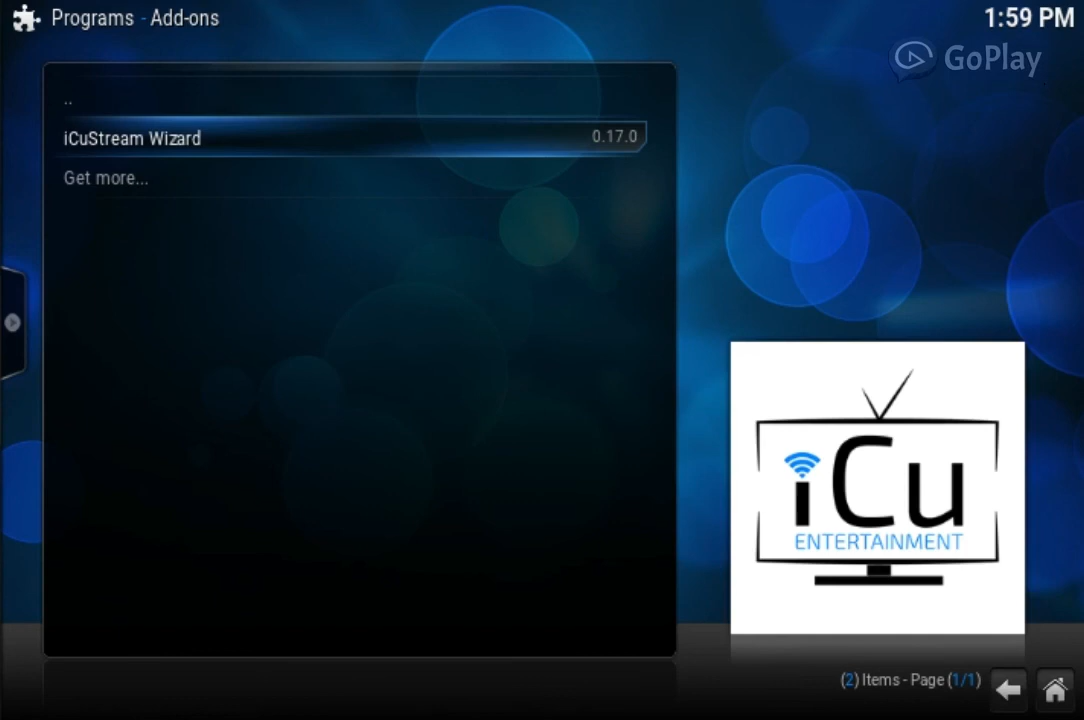 Programs - Add-ons
1:59 PM
GoPlay
..
iCuStream Wizard 0.17.0
Get more...
iCu
ENTERTAINMENT
(2) Items - Page (1/1)